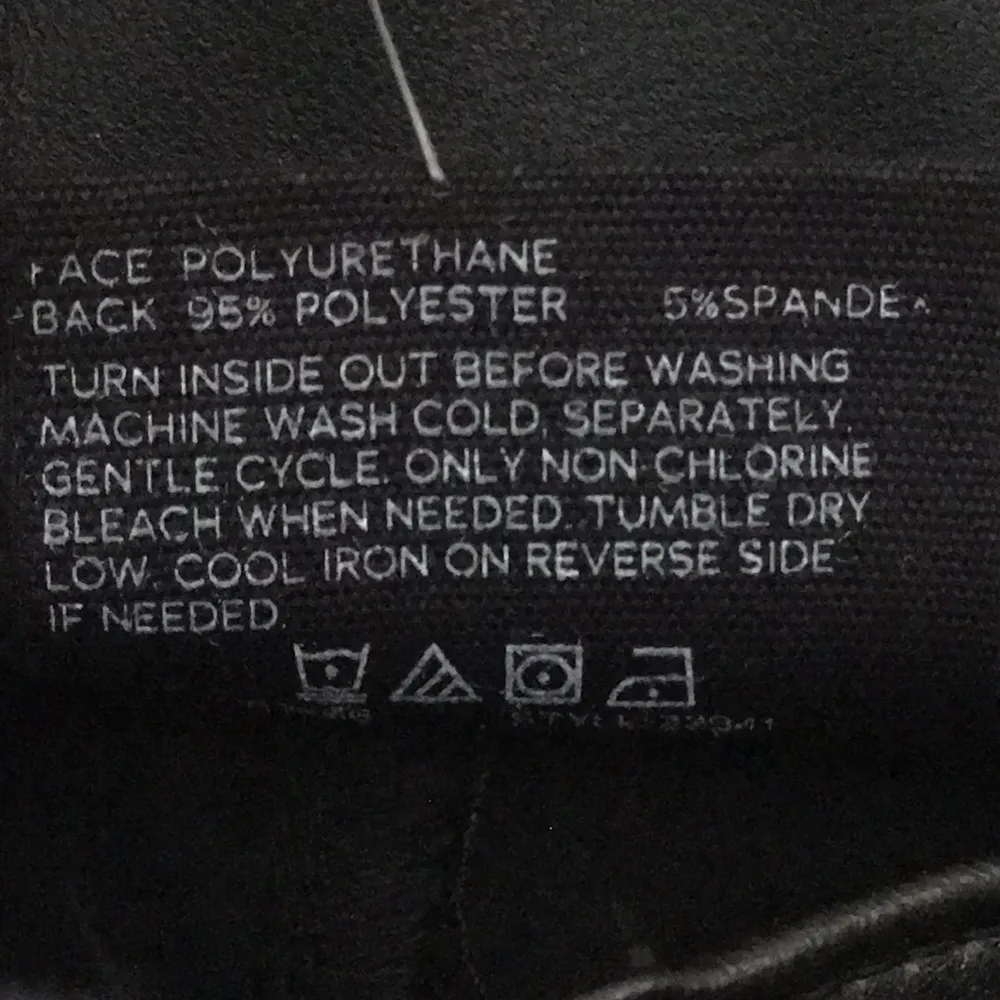 FACE POLYURETHANE
BACK 95% POLYESTER 5%SPANDEX
TURN INSIDE OUT BEFORE WASHING
MACHINE WASH COLD, SEPARATELY,
GENTLE CYCLE. ONLY NON-CHLORINE
BLEACH WHEN NEEDED. TUMBLE DRY
LOW. COOL IRON ON REVERSE SIDE
IF NEEDED.